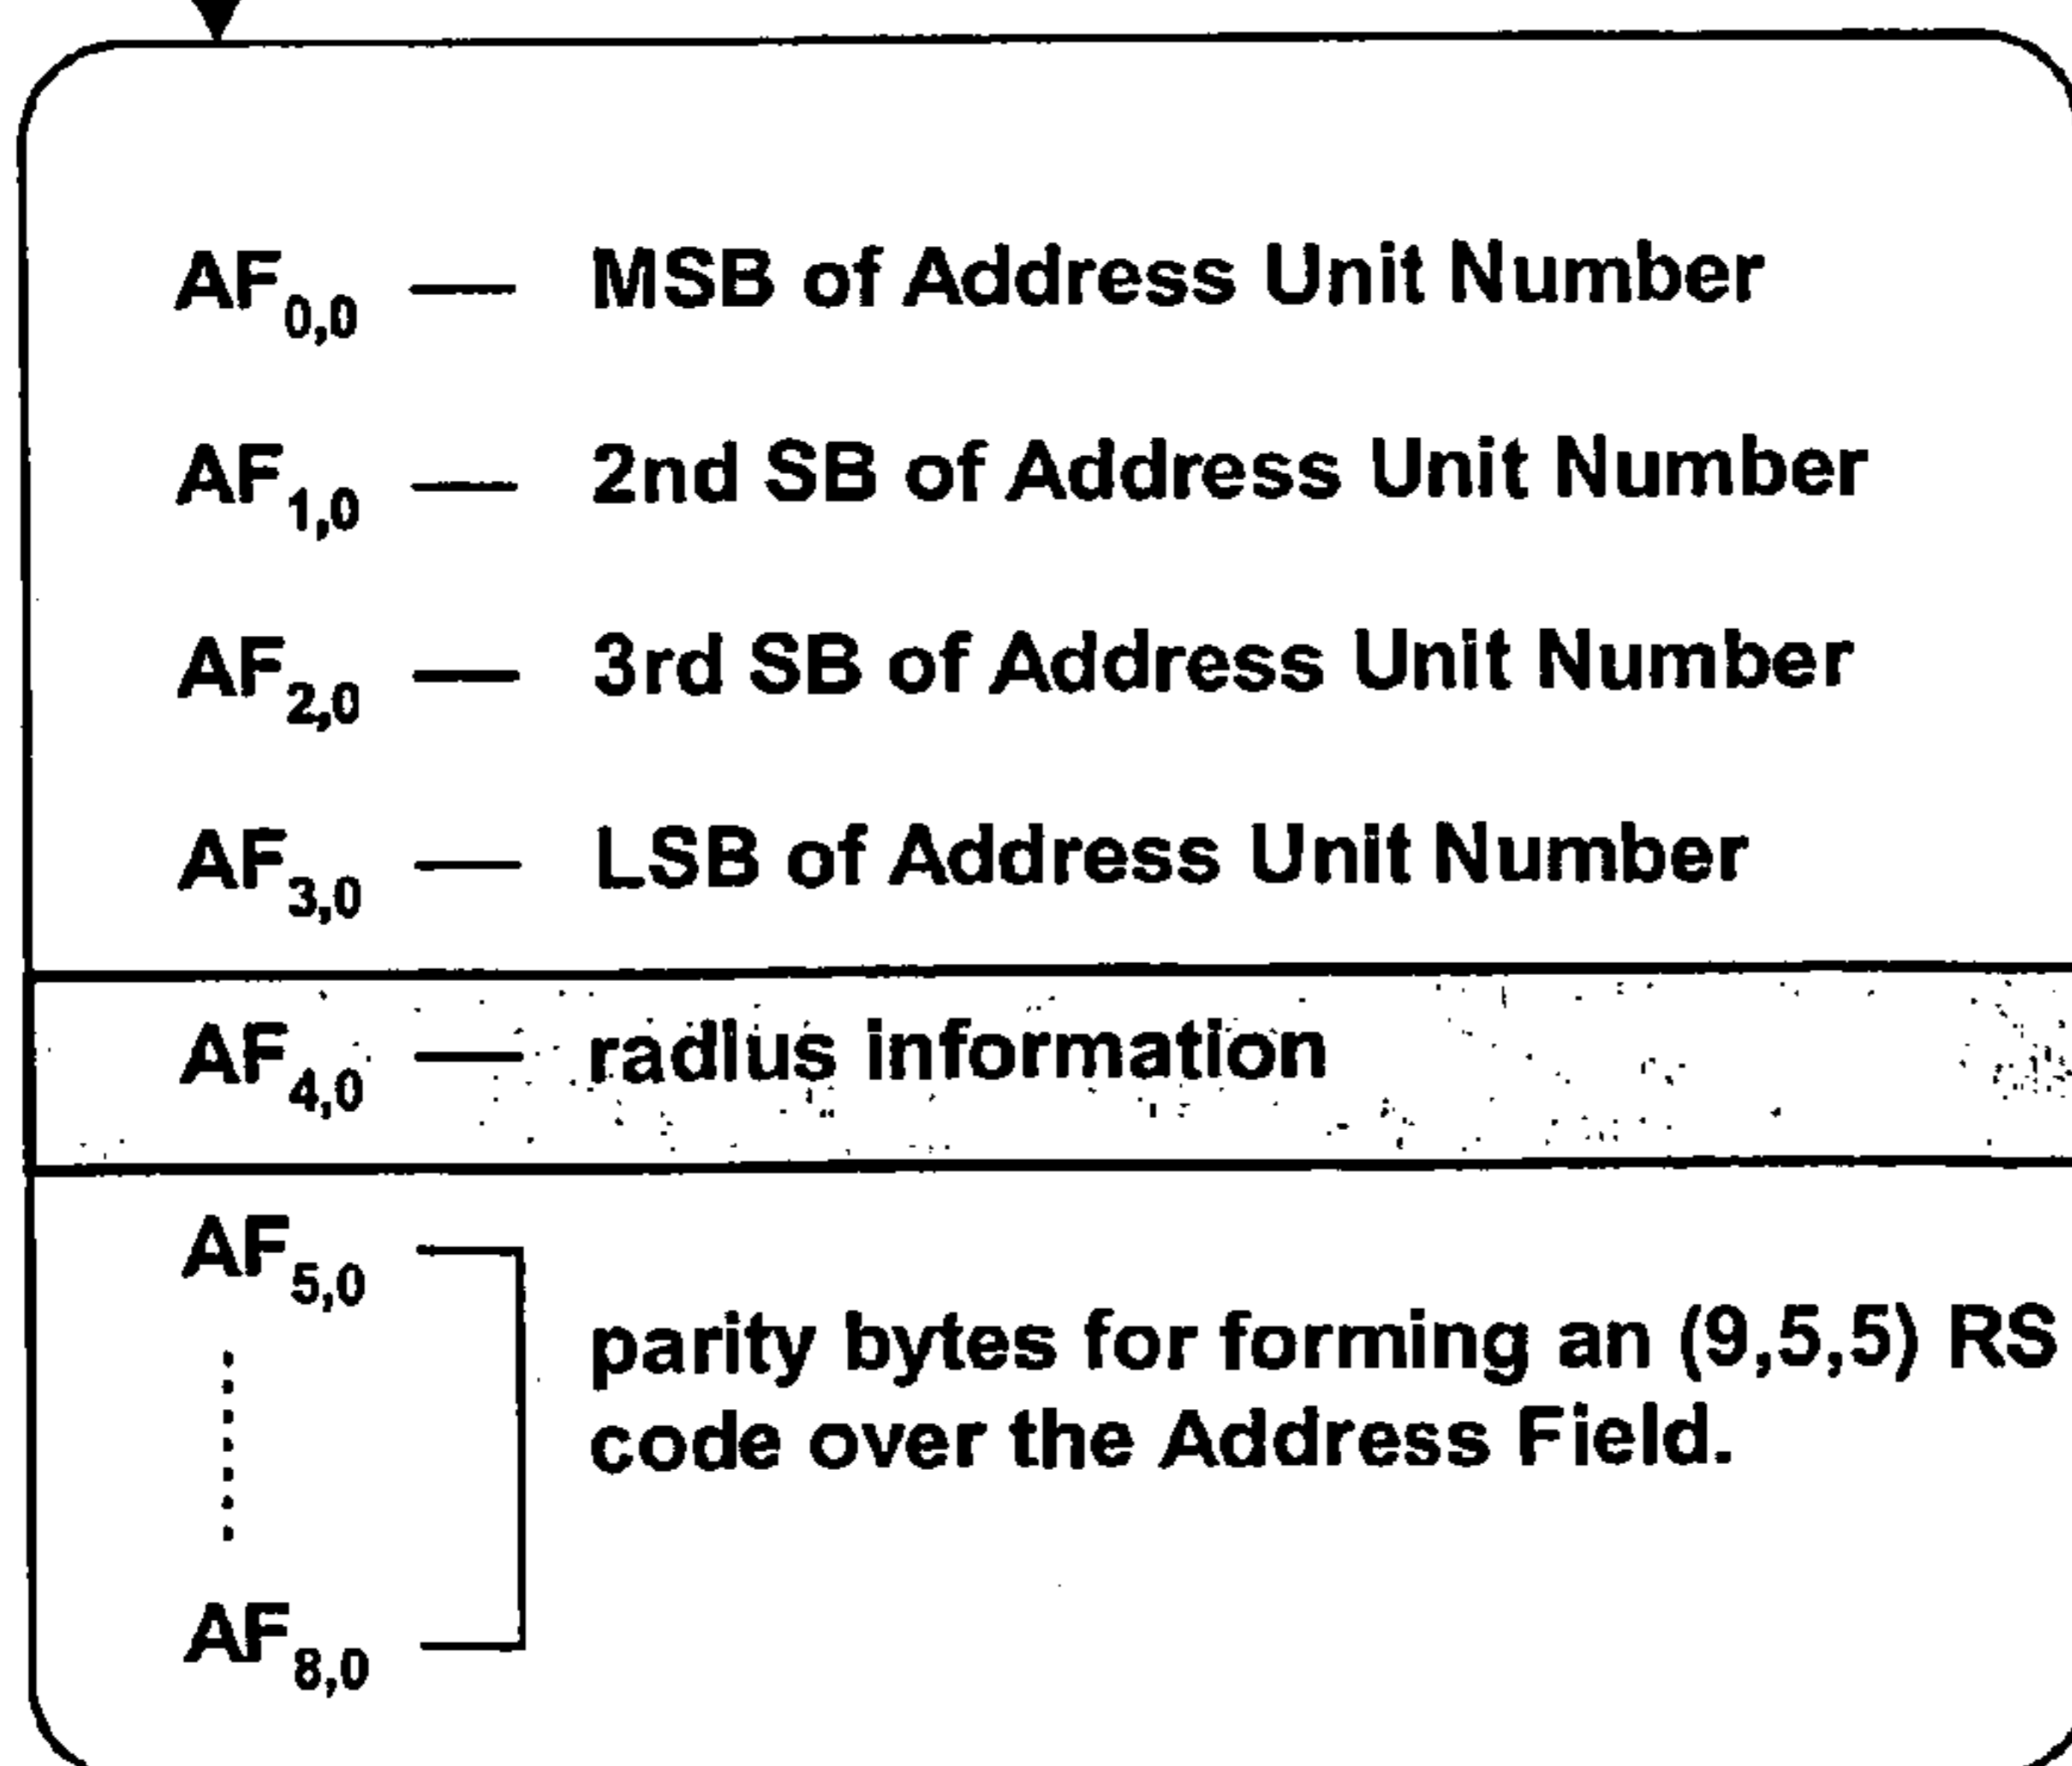 AF0,0 — MSB of Address Unit Number
AF1,0 — 2nd SB of Address Unit Number
AF2,0 — 3rd SB of Address Unit Number
AF3,0 — LSB of Address Unit Number
AF4,0 — radius information
AF5,0
parity bytes for forming an (9,5,5) RS
code over the Address Field.
AF8,0